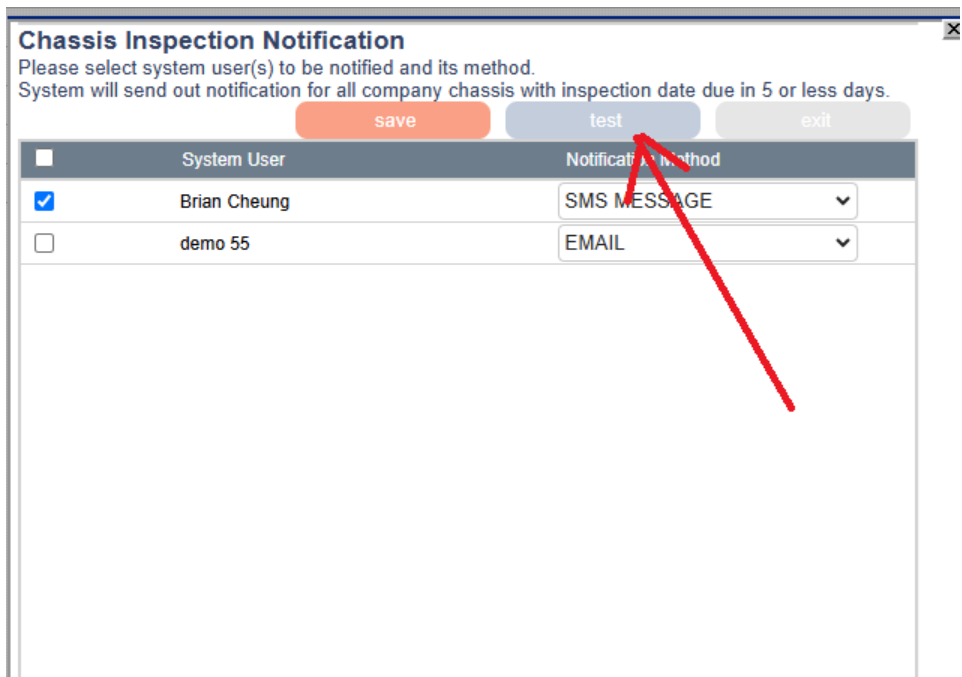 Chassis Inspection Notification
Please select system user(s) to be notified and its method.
System will send out notification for all company chassis with inspection date due in 5 or less days.
save test exit
System User Notification Method
Brian Cheung SMS MESSAGE
demo 55 EMAIL